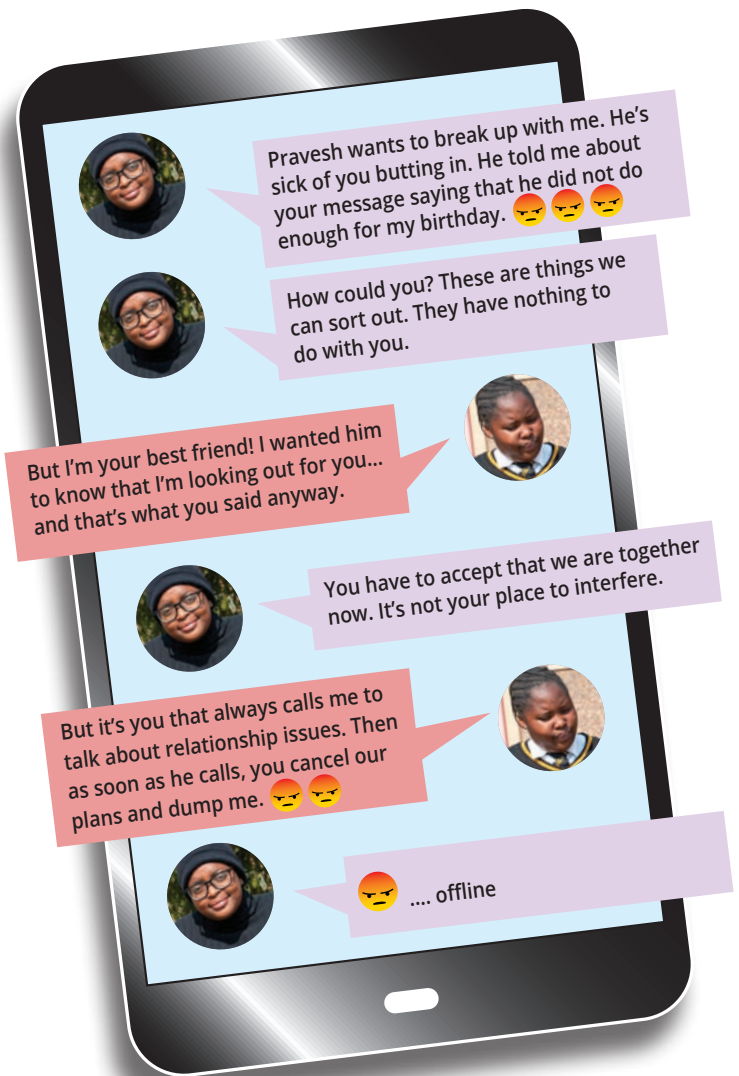 Pravesh wants to break up with me. He’s
sick of you butting in. He told me about
your message saying that he did not do
enough for my birthday. 😡😡😡
How could you? These are things we
can sort out. They have nothing to
do with you.
But I’m your best friend! I wanted him
to know that I’m looking out for you...
and that’s what you said anyway.
You have to accept that we are together
now. It’s not your place to interfere.
But it’s you that always calls me to
talk about relationship issues. Then
as soon as he calls, you cancel our
plans and dump me. 😡😡
😡 .... offline